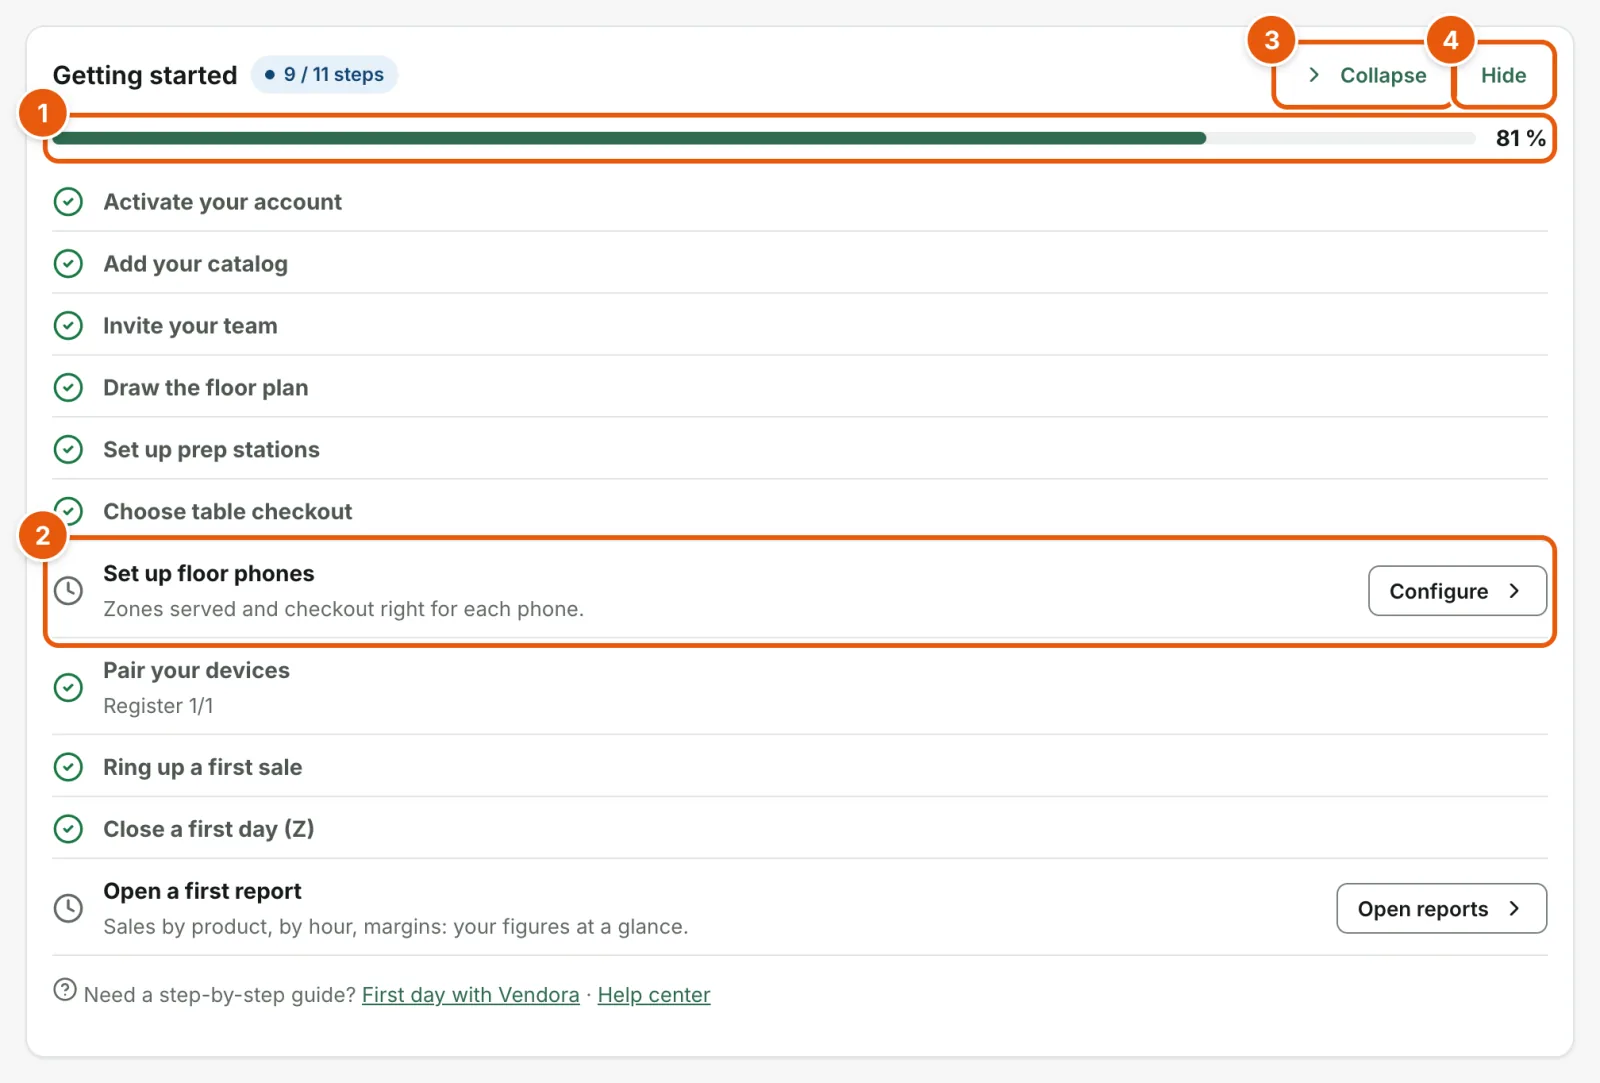 Getting started
9 / 11 steps
3
Collapse
4
Hide
1
81 %
Activate your account
Add your catalog
Invite your team
Draw the floor plan
Set up prep stations
Choose table checkout
2
Set up floor phones
Zones served and checkout right for each phone.
Configure
Pair your devices
Register 1/1
Ring up a first sale
Close a first day (Z)
Open a first report
Sales by product, by hour, margins: your figures at a glance.
Open reports
Need a step-by-step guide? First day with Vendora · Help center